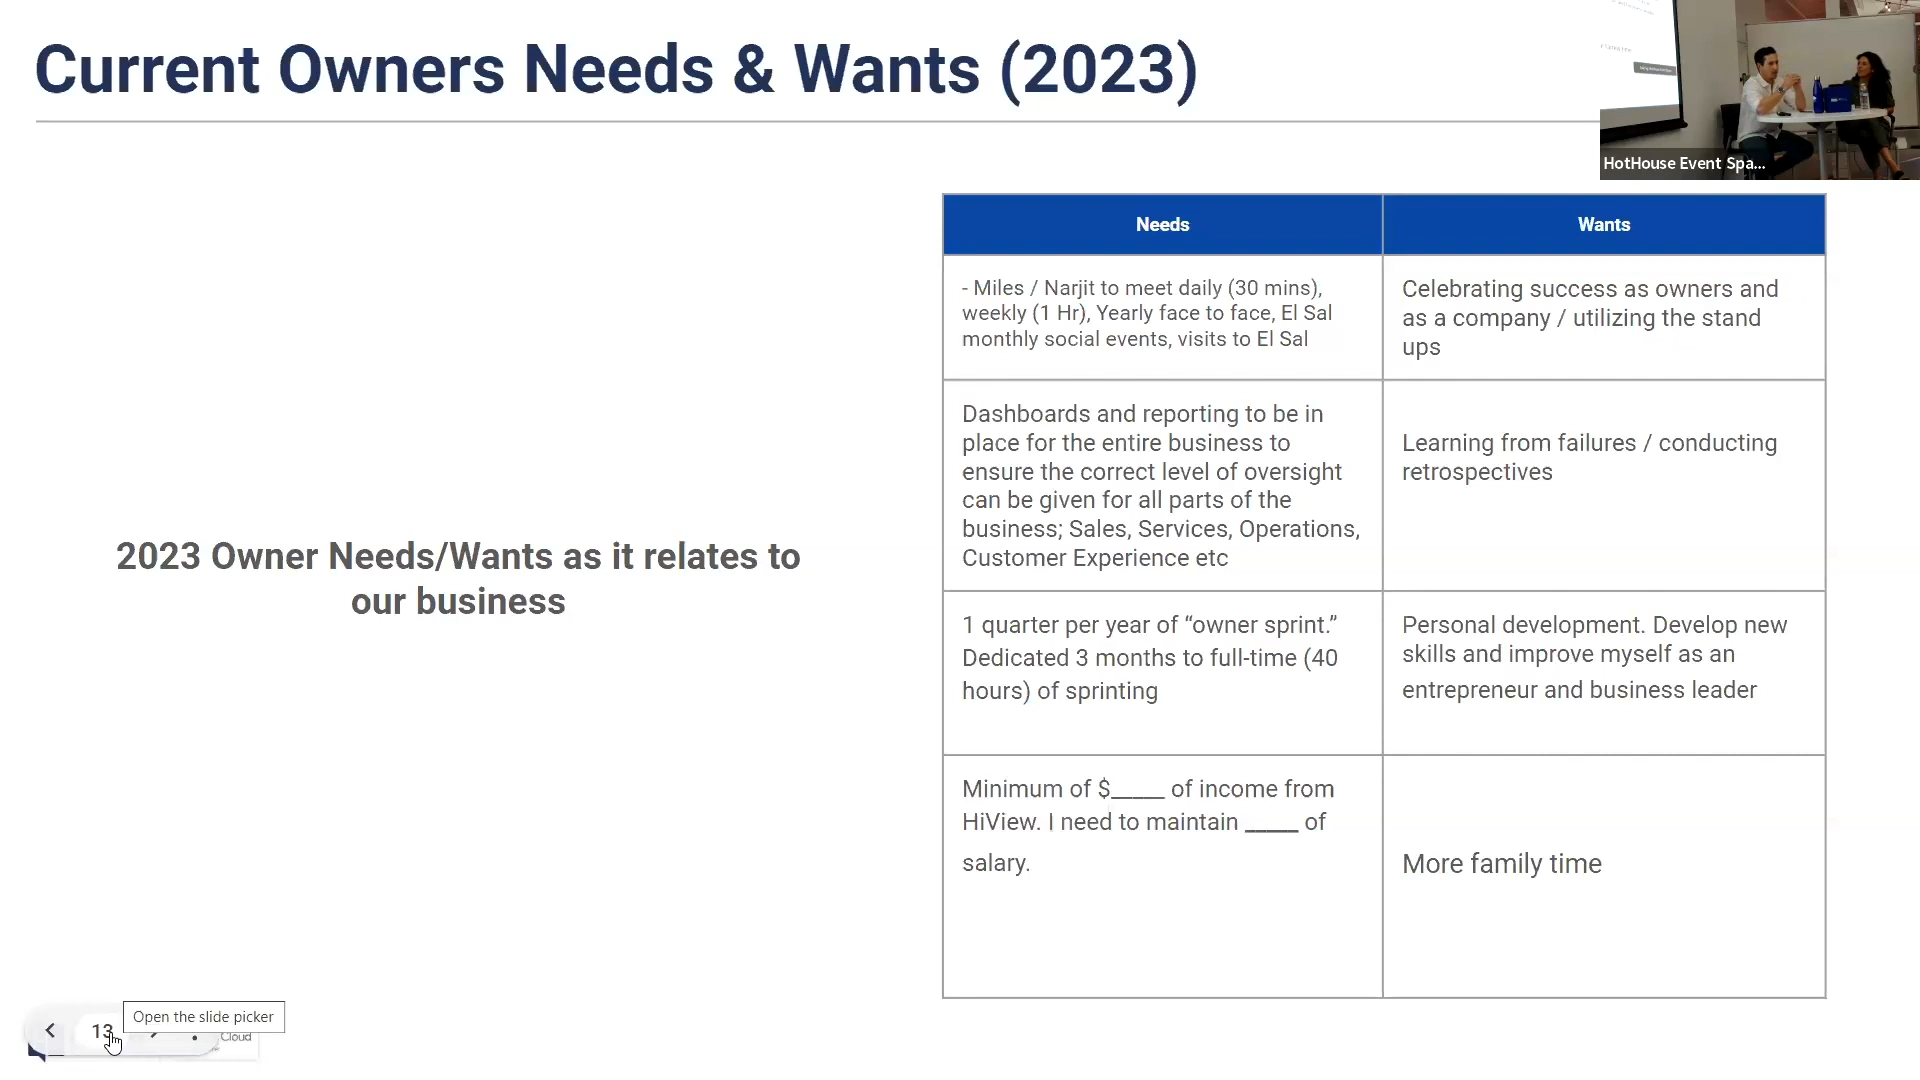 Current Owners Needs & Wants (2023)
HotHouse Event Spa...
Needs
Wants
- Miles / Narjit to meet daily (30 mins),
weekly (1 Hr), Yearly face to face, El Sal
monthly social events, visits to El Sal
Celebrating success as owners and
as a company / utilizing the stand
ups
Dashboards and reporting to be in
place for the entire business to
ensure the correct level of oversight
can be given for all parts of the
business; Sales, Services, Operations,
Customer Experience etc
Learning from failures / conducting
retrospectives
2023 Owner Needs/Wants as it relates to
our business
1 quarter per year of “owner sprint.”
Dedicated 3 months to full-time (40
hours) of sprinting
Personal development. Develop new
skills and improve myself as an
entrepreneur and business leader
Minimum of $_____ of income from
HiView. I need to maintain _____ of
salary.
More family time
Open the slide picker
13
Cloud